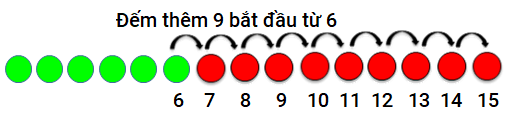 Đếm thêm 9 bắt đầu từ 6
6 7 8 9 10 11 12 13 14 15